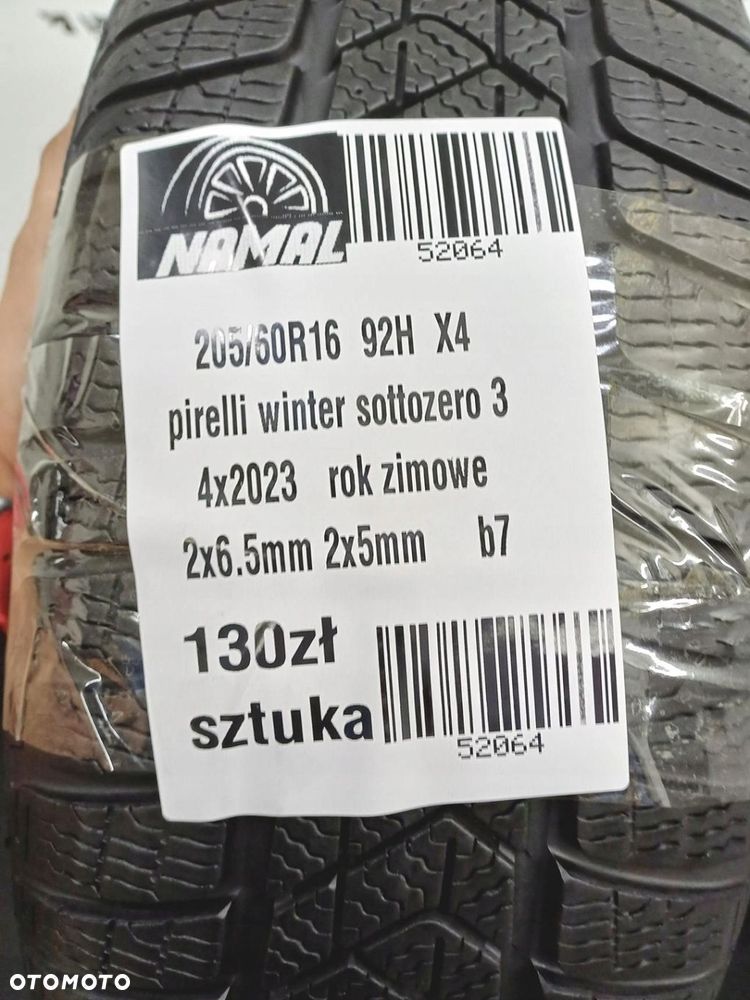 NAMAL
52064
205/60R16 92H X4
pirelli winter sottozero 3
4x2023 rok zimowe
2x6.5mm 2x5mm b7
130zł
sztuka
52064
OTOMOTO